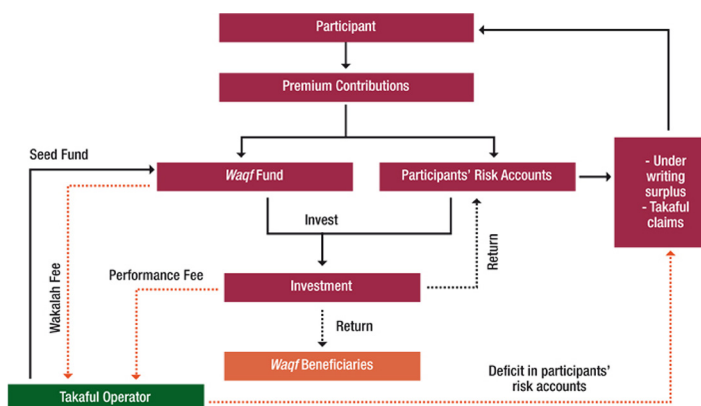 Participant
Premium Contributions
Seed Fund
Waqf Fund
Participants' Risk Accounts
- Under
writing
surplus
- Takaful
claims
Invest
Wakalah Fee
Performance Fee
Return
Investment
Return
Waqf Beneficiaries
Deficit in participants'
risk accounts
Takaful Operator